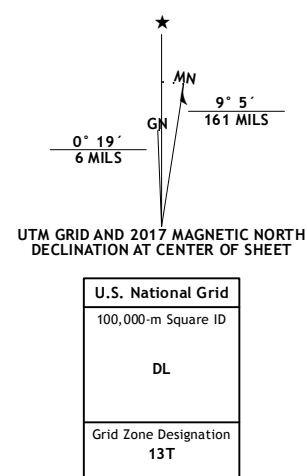 ★
MN
GN
9° 5´
161 MILS
0° 19´
6 MILS
UTM GRID AND 2017 MAGNETIC NORTH
DECLINATION AT CENTER OF SHEET
U.S. National Grid
100,000-m Square ID
DL
Grid Zone Designation
13T